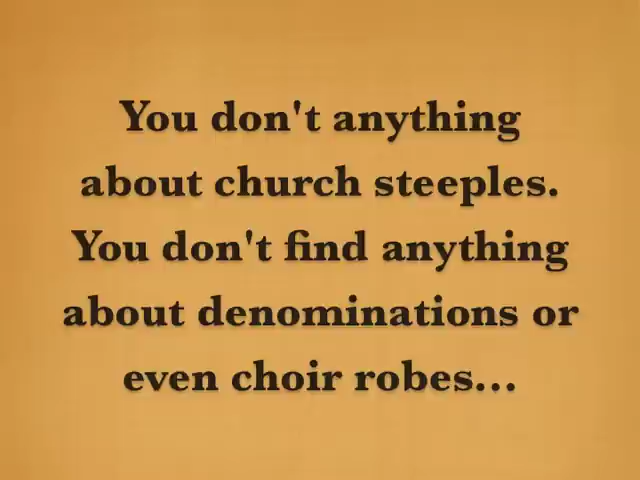 You don't anything
about church steeples.
You don't find anything
about denominations or
even choir robes...